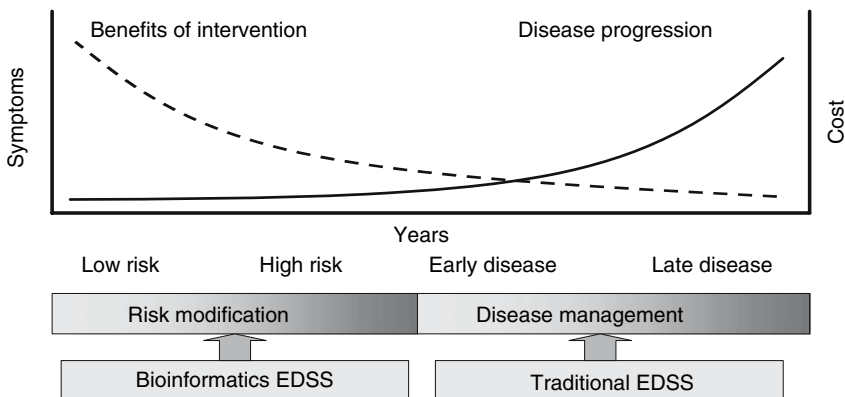 Benefits of intervention
Disease progression
Symptoms
Cost
Years
Low risk
High risk
Early disease
Late disease
Risk modification
Disease management
Bioinformatics EDSS
Traditional EDSS